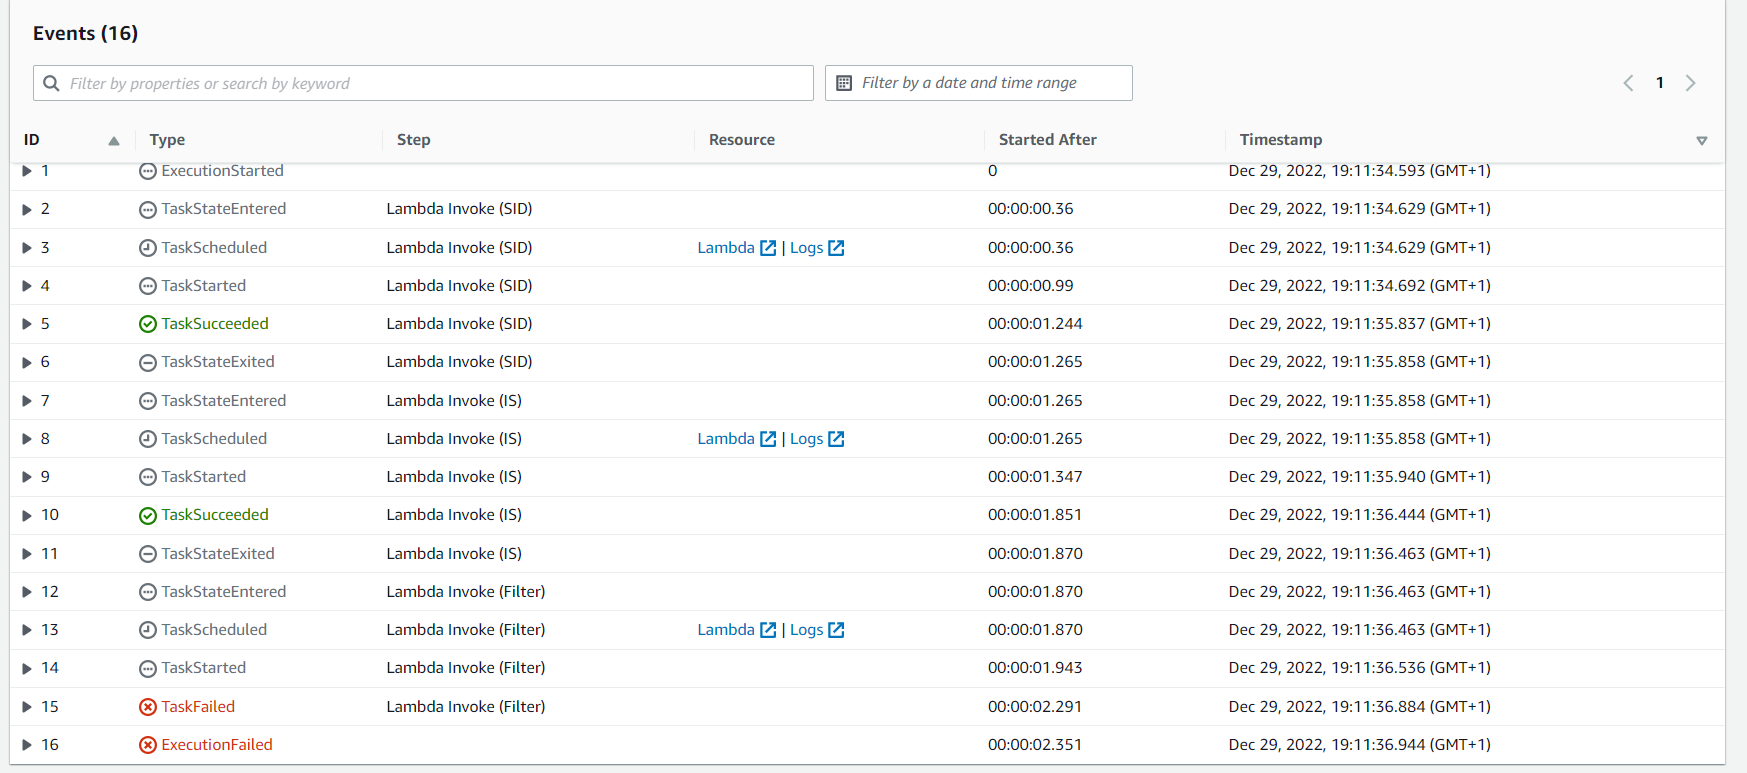 Events (16)
Filter by properties or search by keyword Filter by a date and time range 1
ID Type Step Resource Started After Timestamp
1 ExecutionStarted 0 Dec 29, 2022, 19:11:34.593 (GMT+1)
2 TaskStateEntered Lambda Invoke (SID) 00:00:00.36 Dec 29, 2022, 19:11:34.629 (GMT+1)
3 TaskScheduled Lambda Invoke (SID) Lambda | Logs 00:00:00.36 Dec 29, 2022, 19:11:34.629 (GMT+1)
4 TaskStarted Lambda Invoke (SID) 00:00:00.99 Dec 29, 2022, 19:11:34.692 (GMT+1)
5 TaskSucceeded Lambda Invoke (SID) 00:00:01.244 Dec 29, 2022, 19:11:35.837 (GMT+1)
6 TaskStateExited Lambda Invoke (SID) 00:00:01.265 Dec 29, 2022, 19:11:35.858 (GMT+1)
7 TaskStateEntered Lambda Invoke (IS) 00:00:01.265 Dec 29, 2022, 19:11:35.858 (GMT+1)
8 TaskScheduled Lambda Invoke (IS) Lambda | Logs 00:00:01.265 Dec 29, 2022, 19:11:35.858 (GMT+1)
9 TaskStarted Lambda Invoke (IS) 00:00:01.347 Dec 29, 2022, 19:11:35.940 (GMT+1)
10 TaskSucceeded Lambda Invoke (IS) 00:00:01.851 Dec 29, 2022, 19:11:36.444 (GMT+1)
11 TaskStateExited Lambda Invoke (IS) 00:00:01.870 Dec 29, 2022, 19:11:36.463 (GMT+1)
12 TaskStateEntered Lambda Invoke (Filter) 00:00:01.870 Dec 29, 2022, 19:11:36.463 (GMT+1)
13 TaskScheduled Lambda Invoke (Filter) Lambda | Logs 00:00:01.870 Dec 29, 2022, 19:11:36.463 (GMT+1)
14 TaskStarted Lambda Invoke (Filter) 00:00:01.943 Dec 29, 2022, 19:11:36.536 (GMT+1)
15 TaskFailed Lambda Invoke (Filter) 00:00:02.291 Dec 29, 2022, 19:11:36.884 (GMT+1)
16 ExecutionFailed 00:00:02.351 Dec 29, 2022, 19:11:36.944 (GMT+1)